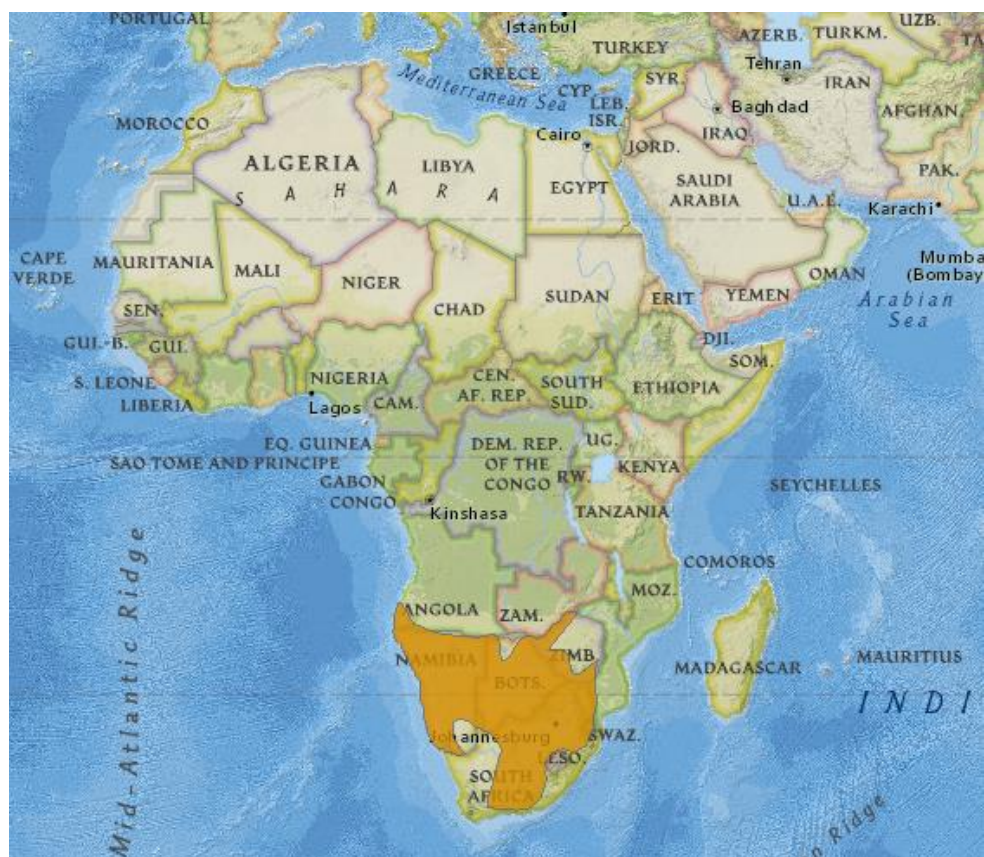 PORTUGAL
Istanbul
AZERB.
UZB.
TURKM.
TURKEY
Tehran
GREECE
Mediterranean Sea
CYP.
SYR.
IRAN
LEB.
ISR.
Baghdad
AFGHAN.
MOROCCO
Cairo
IRAQ
JORD.
ALGERIA
LIBYA
EGYPT
PAK.
SAHARA
SAUDI
ARABIA
U.A.E.
Karachi
CAPE
VERDE
MAURITANIA
MALI
NIGER
CHAD
SUDAN
ERIT
YEMEN
OMAN
Mumba
(Bombay
Arabian
Sea
SEN.
GUI.-B.
GUI.
DJI.
SOM.
S. LEONE
LIBERIA
NIGERIA
Lagos
CAM.
CEN.
AF. REP.
SOUTH
SUD.
ETHIOPIA
EQ. GUINEA
SAO TOME AND PRINCIPE
GABON
CONGO
DEM. REP.
OF THE
CONGO
UG.
RW.
KENYA
Kinshasa
TANZANIA
SEYCHELLES
COMOROS
Mid-Atlantic Ridge
ANGOLA
ZAM.
MOZ.
NAMIBIA
ZIMB.
BOTS.
MADAGASCAR
MAURITIUS
INDI
Johannesburg
SWAZ.
LESO.
SOUTH
AFRICA
n Ridge